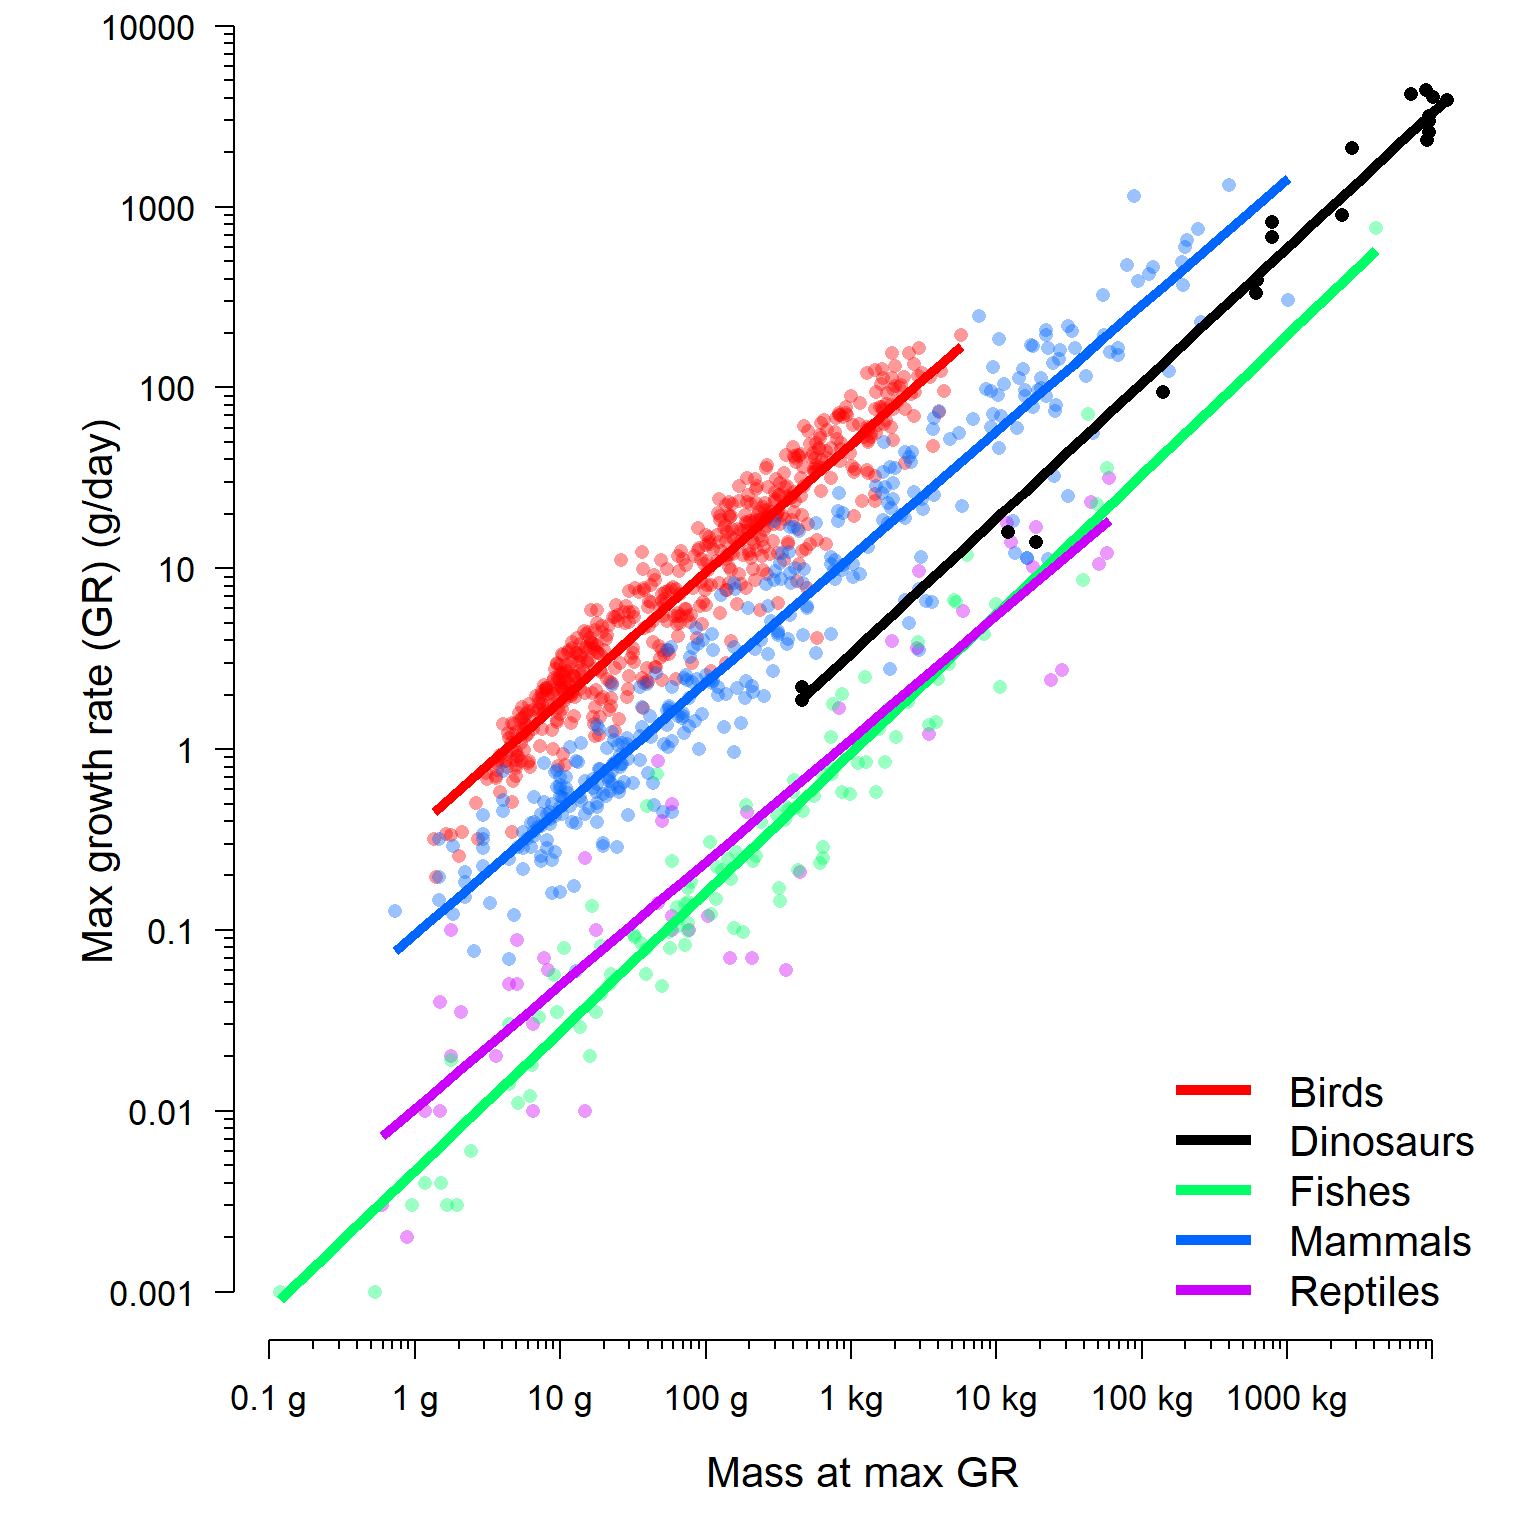 Max growth rate (GR) (g/day)
10000
1000
100
10
1
0.1
0.01
0.001
Birds
Dinosaurs
Fishes
Mammals
Reptiles
0.1 g 1 g 10 g 100 g 1 kg 10 kg 100 kg 1000 kg
Mass at max GR